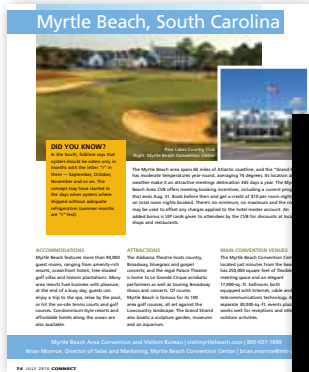 Myrtle Beach, South Carolina
Pine Lakes Country Club
Right: Myrtle Beach Convention Center
DID YOU KNOW?
In the South, folklore says that
oysters should be eaten only in
months with the letter "r" in
them — September, October,
November and so on. The
concept may have started in
the days when oysters were
shipped without adequate
refrigeration (summer months
are "r" less).
The Myrtle Beach area spans 60 miles of Atlantic coastline, and the "Grand
has moderate temperatures year-round, averaging 74 degrees. Its location a
weather make it an attractive meetings destination 365 days a year. The Myr
Beach Area CVB offers meeting booking incentives, including a current prog
that ends Aug. 31. Book before then and get a credit of $10 per room night
on total room nights booked. There's no minimum, no maximum and the cre
may be used to offset any charges applied to the hotel master account. An
added bonus is VIP cards given to attendees by the CVB for discounts at loca
shops and restaurants.
ACCOMMODATIONS
Myrtle Beach features more than 90,000
guest rooms, ranging from amenity-rich
resorts, oceanfront hotels, tree-shaded
golf villas and historic plantations. Many
area resorts fuse business with pleasure;
at the end of a busy day, guests can
enjoy a trip to the spa, relax by the pool,
or hit the on-site tennis courts and golf
courses. Condominium-style resorts and
affordable hotels along the ocean are
also available.
ATTRACTIONS
The Alabama Theatre hosts country,
Broadway, bluegrass and gospel
concerts; and the regal Palace Theatre
is home to Le Grande Cirque acrobatic
performers as well as touring Broadway
shows and concerts. Of course,
Myrtle Beach is famous for its 100
area golf courses, all set against the
Lowcountry landscape. The Grand Strand
also boasts a sculpture garden, museums
and an aquarium.
MAIN CONVENTION VENUES
The Myrtle Beach Convention Cen
located just minutes from the bea
has 250,000 square feet of flexible
meeting space and an elegant
17,000-sq.-ft. ballroom, both
equipped with Internet, cable and
telecommunications technology. A
separate 30,000-sq.-ft. events plaza
works well for receptions and othe
outdoor activities.
Myrtle Beach Area Convention and Visitors Bureau | visitmyrtlebeach.com | 800-537-1690
Brian Monroe, Director of Sales and Marketing, Myrtle Beach Convention Center | brian.monroe@mb-c
74 JULY 2010 CONNECT